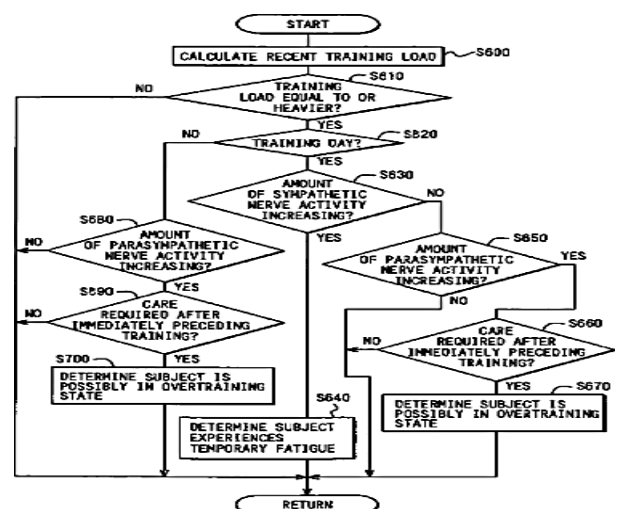 START
CALCULATE RECENT TRAINING LOAD
S600
S610
TRAINING
LOAD EQUAL TO OR
HEAVIER?
NO
YES
S620
TRAINING DAY?
NO
YES
S630
AMOUNT
OF SYMPATHETIC
NERVE ACTIVITY
INCREASING?
NO
YES
S680
AMOUNT
OF PARASYMPATHETIC
NERVE ACTIVITY
INCREASING?
NO
YES
S650
AMOUNT
OF PARASYMPATHETIC
NERVE ACTIVITY
INCREASING?
YES
NO
S690
CARE
REQUIRED AFTER
IMMEDIATELY PRECEDING
TRAINING?
NO
YES
S660
CARE
REQUIRED AFTER
IMMEDIATELY PRECEDING
TRAINING?
NO
YES
S700
DETERMINE SUBJECT IS
POSSIBLY IN OVERTRAINING
STATE
S670
DETERMINE SUBJECT IS
POSSIBLY IN OVERTRAINING
STATE
S640
DETERMINE SUBJECT
EXPERIENCES
TEMPORARY FATIGUE
RETURN